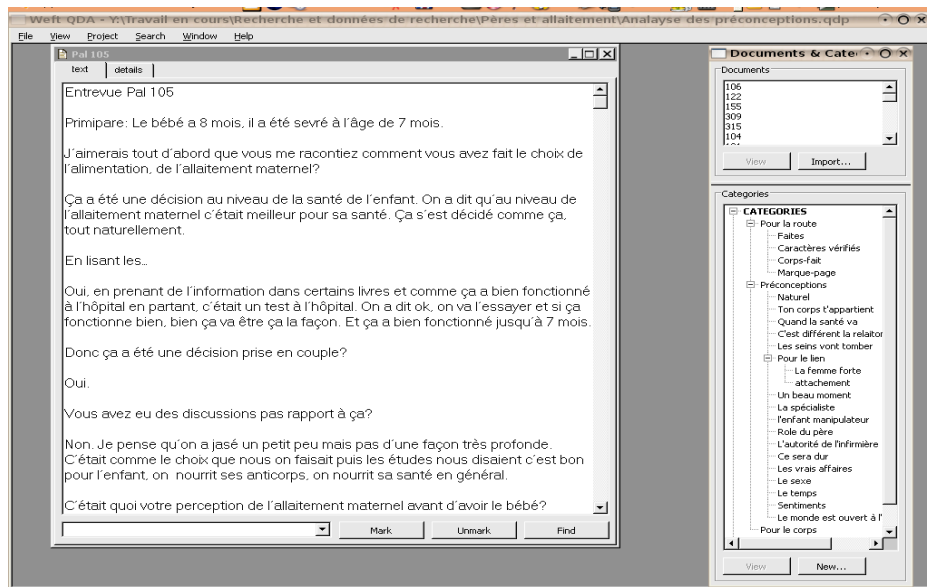 Weft QDA - Y:\Travail en cours\Recherche et données de recherche\Pères et allaitement\Analayse des préconceptions.qdp
File View Project Search Window Help
Pal 105
text details
Entrevue Pal 105
Primipare: Le bébé a 8 mois, il a été sevré à l'âge de 7 mois.
J'aimerais tout d'abord que vous me racontiez comment vous avez fait le choix de
l'alimentation, de l'allaitement maternel?
Ça a été une décision au niveau de la santé de l'enfant. On a dit qu'au niveau de
l'allaitement maternel c'était meilleur pour sa santé. Ça s'est décidé comme ça,
tout naturellement.
En lisant les...
Oui, en prenant de l'information dans certains livres et comme ça a bien fonctionné
à l'hôpital en partant, c'était un test à l'hôpital. On a dit ok, on va l'essayer et si ça
fonctionne bien, bien ça va être ça la façon. Et ça a bien fonctionné jusqu'à 7 mois.
Donc ça a été une décision prise en couple?
Oui.
Vous avez eu des discussions pas rapport à ça?
Non. Je pense qu'on a jasé un petit peu mais pas d'une façon très profonde.
C'était comme le choix que nous on faisait puis les études nous disaient c'est bon
pour l'enfant, on nourrit ses anticorps, on nourrit sa santé en général.
C'était quoi votre perception de l'allaitement maternel avant d'avoir le bébé?
Mark Unmark Find
Documents & Cate
Documents
106
122
155
309
315
104
View Import...
Categories
CATEGORIES
Pour la route
Faites
Caractères vérifiés
Corps-fait
Marque-page
Préconceptions
Naturel
Ton corps t'appartient
Quand la santé va
C'est différent la relaitor
Les seins vont tomber
Pour le lien
La femme forte
attachement
Un beau moment
La spécialiste
l'enfant manipulateur
Role du père
L'autorité de l'infirmière
Ce sera dur
Les vrais affaires
Le sexe
Le temps
Sentiments
Le monde est ouvert à l'
Pour le corps
View New...